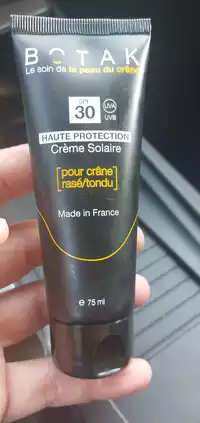 BOTAK
Le soin de la peau du crâne
SPF
30
UVA
UVB
HAUTE PROTECTION
Crème Solaire
[pour crâne
rasé/tondu]
Made in France
e 75 ml